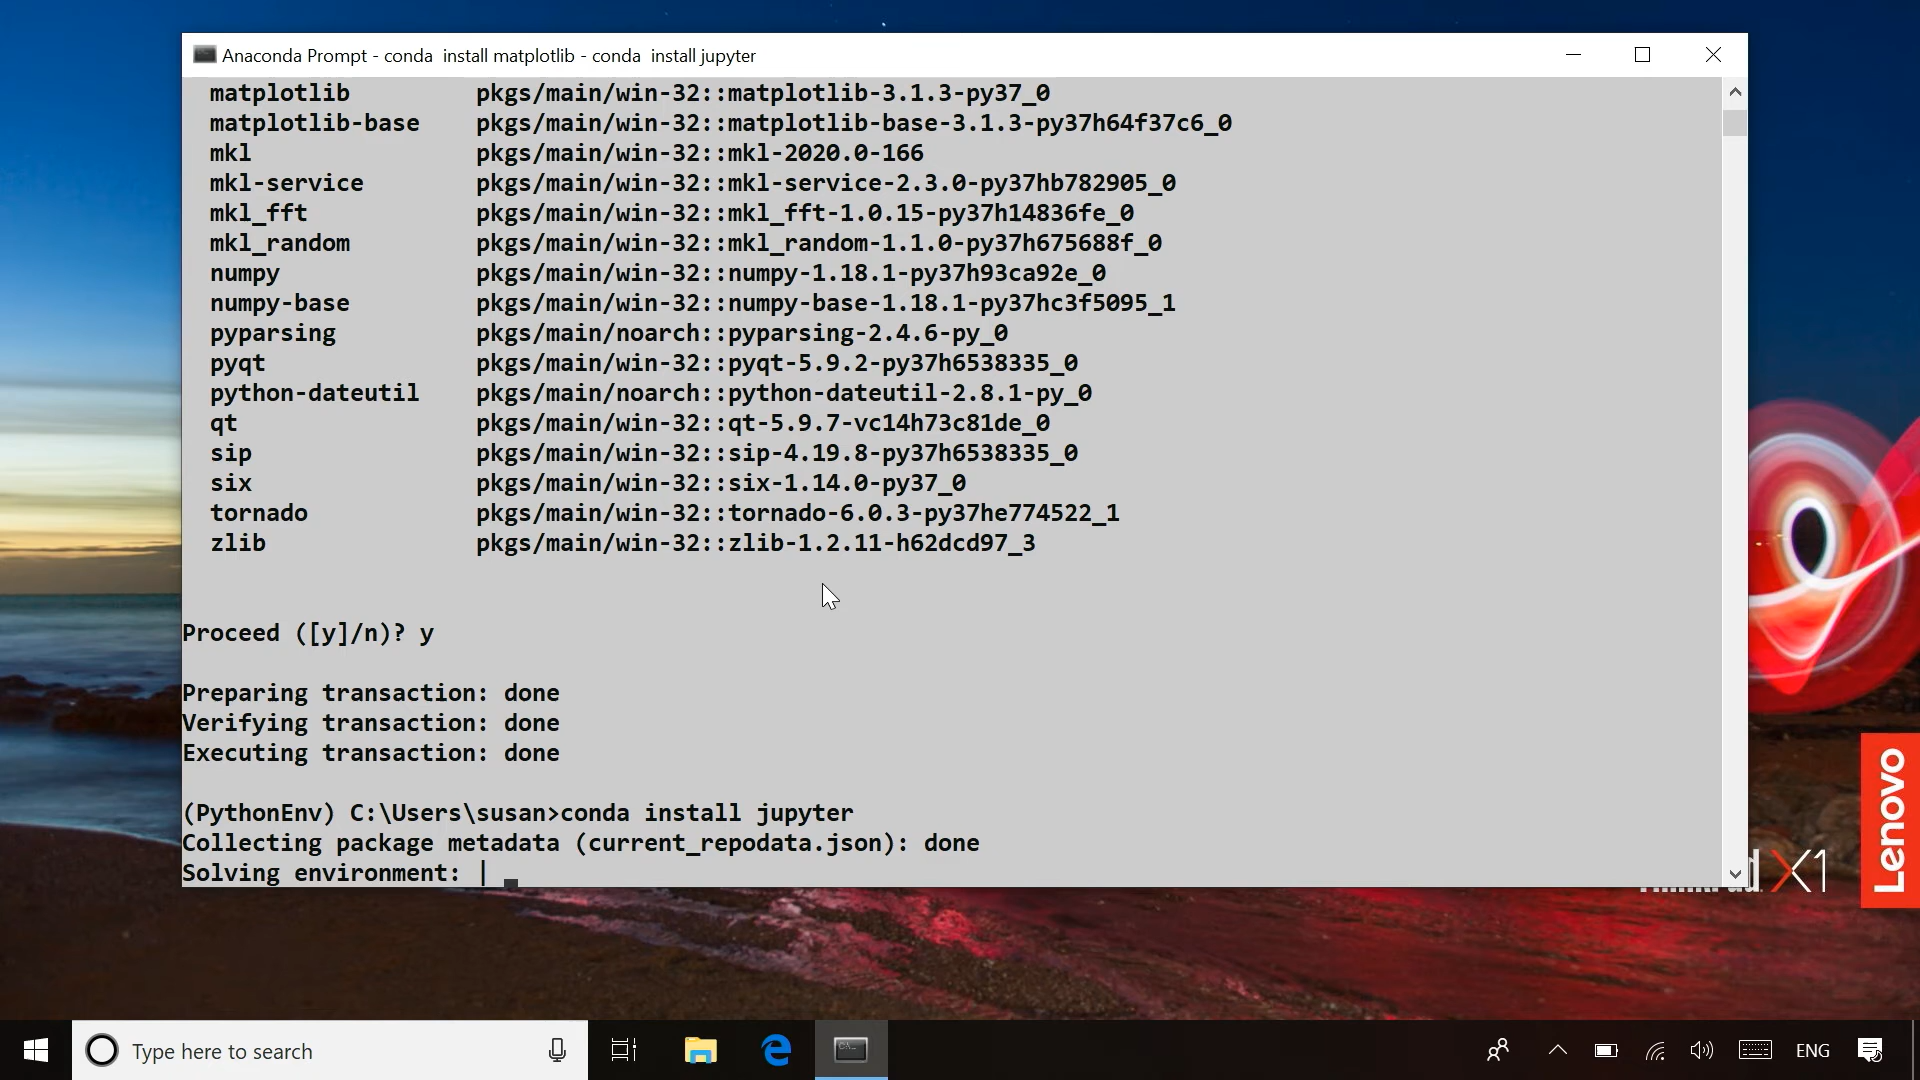 Anaconda Prompt - conda  install matplotlib - conda  install jupyter
matplotlib pkgs/main/win-32::matplotlib-3.1.3-py37_0
matplotlib-base pkgs/main/win-32::matplotlib-base-3.1.3-py37h64f37c6_0
mkl pkgs/main/win-32::mkl-2020.0-166
mkl-service pkgs/main/win-32::mkl-service-2.3.0-py37hb782905_0
mkl_fft pkgs/main/win-32::mkl_fft-1.0.15-py37h14836fe_0
mkl_random pkgs/main/win-32::mkl_random-1.1.0-py37h675688f_0
numpy pkgs/main/win-32::numpy-1.18.1-py37h93ca92e_0
numpy-base pkgs/main/win-32::numpy-base-1.18.1-py37hc3f5095_1
pyparsing pkgs/main/noarch::pyparsing-2.4.6-py_0
pyqt pkgs/main/win-32::pyqt-5.9.2-py37h6538335_0
python-dateutil pkgs/main/noarch::python-dateutil-2.8.1-py_0
qt pkgs/main/win-32::qt-5.9.7-vc14h73c81de_0
sip pkgs/main/win-32::sip-4.19.8-py37h6538335_0
six pkgs/main/win-32::six-1.14.0-py37_0
tornado pkgs/main/win-32::tornado-6.0.3-py37he774522_1
zlib pkgs/main/win-32::zlib-1.2.11-h62dcd97_3
Proceed ([y]/n)? y
Preparing transaction: done
Verifying transaction: done
Executing transaction: done
(PythonEnv) C:\Users\susan>conda install jupyter
Collecting package metadata (current_repodata.json): done
Solving environment: |
X1
Lenovo
Type here to search
ENG